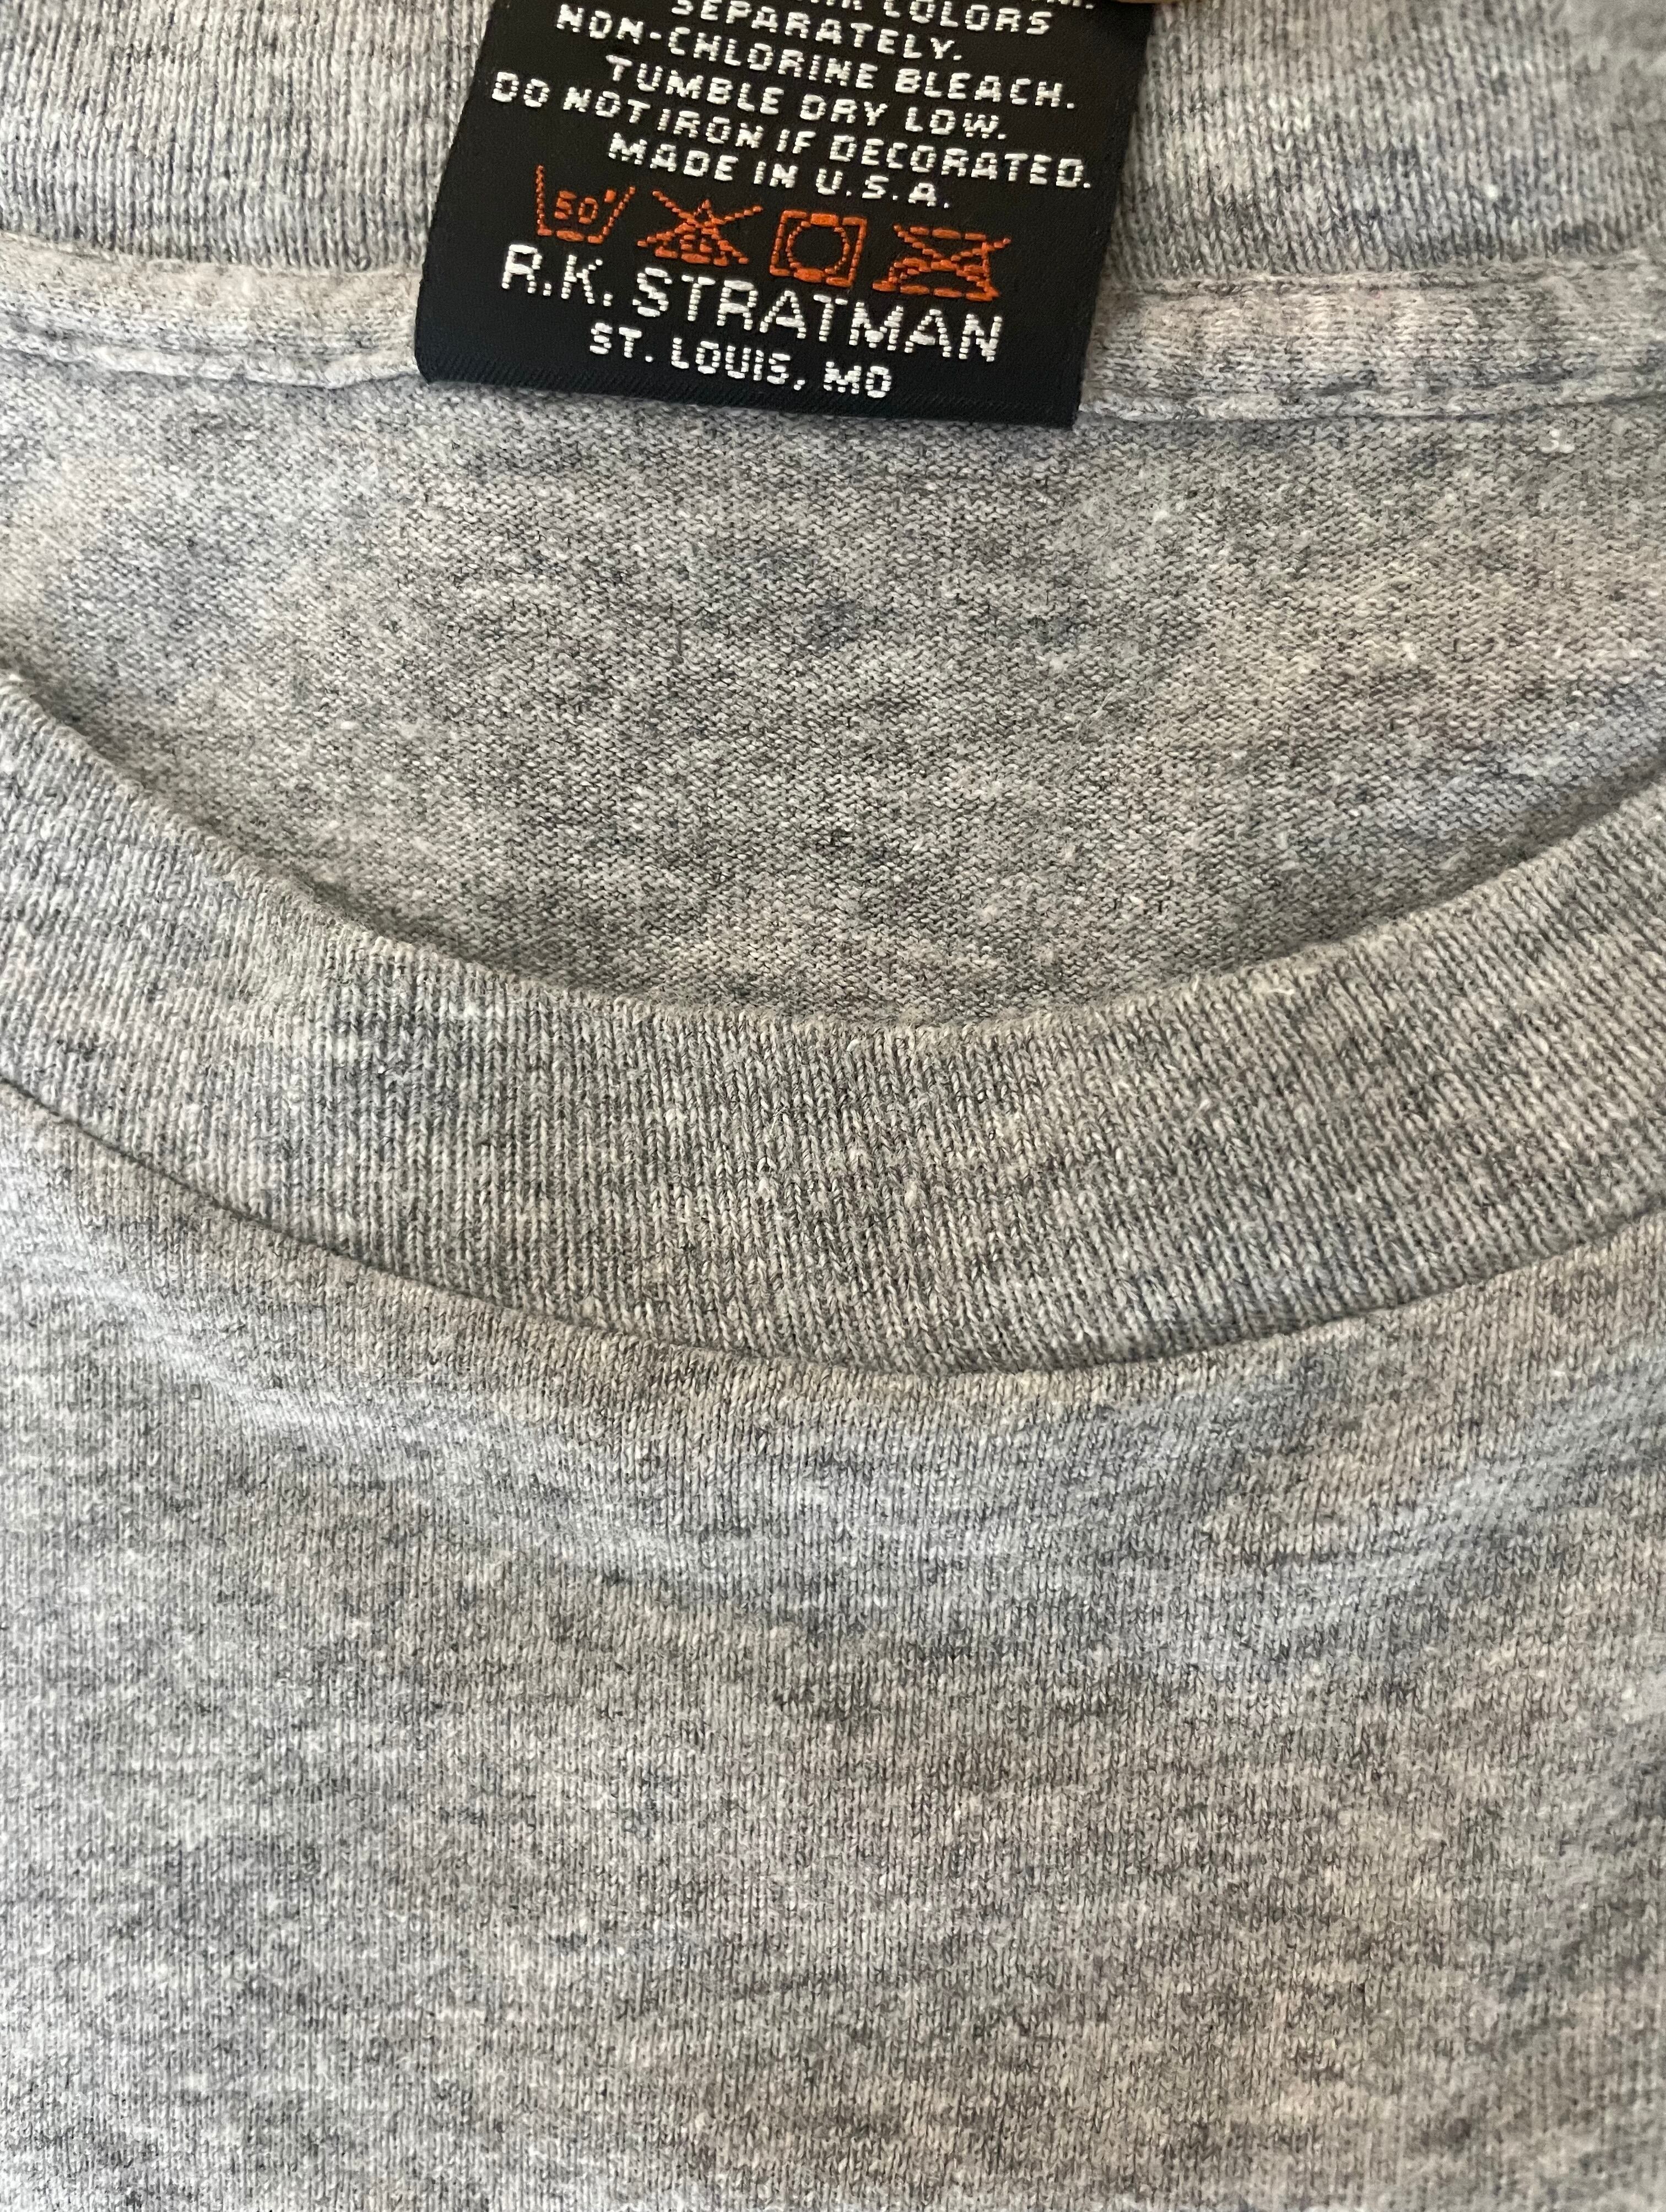 COLORS
SEPARATELY.
NON-CHLORINE BLEACH.
TUMBLE DRY LOW.
DO NOT IRON IF DECORATED.
MADE IN U.S.A.
50°
R.K. STRATMAN
ST. LOUIS, MO